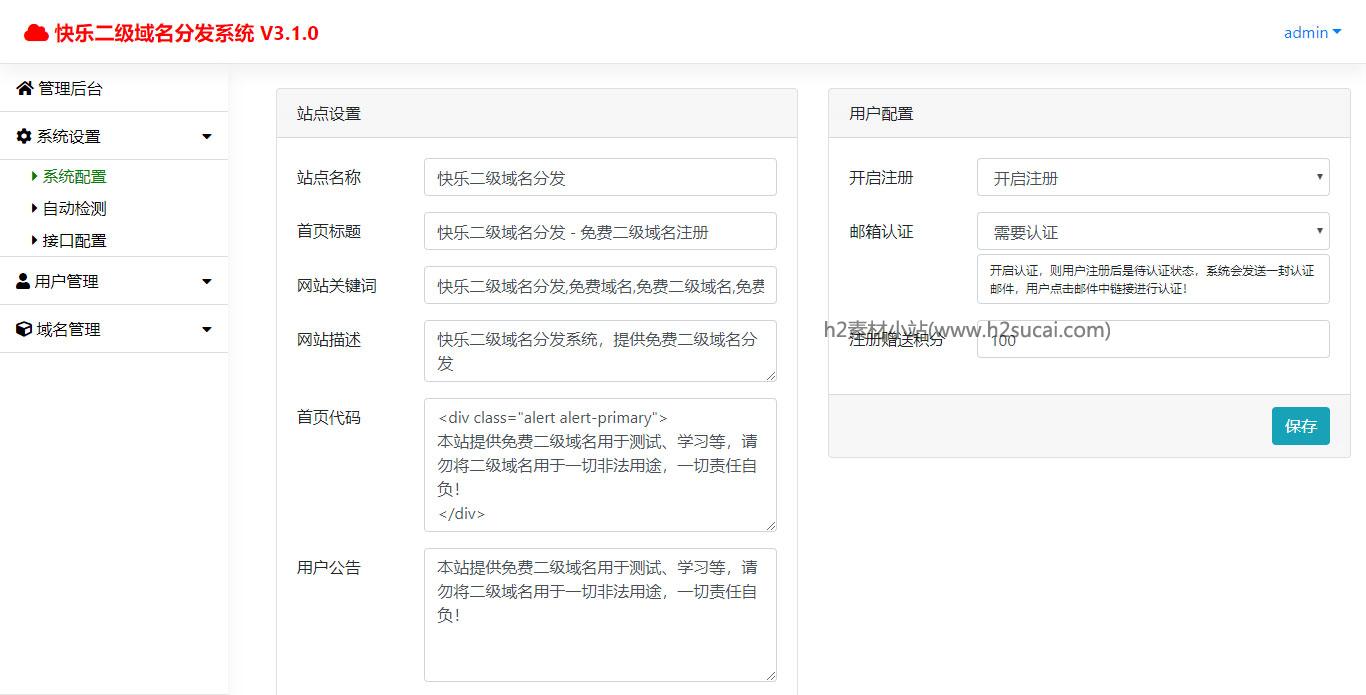 快乐二级域名分发系统 V3.1.0
admin
管理后台
系统设置
系统配置
自动检测
接口配置
用户管理
域名管理
站点设置
站点名称
快乐二级域名分发
首页标题
快乐二级域名分发 - 免费二级域名注册
网站关键词
快乐二级域名分发,免费域名,免费二级域名,免费
网站描述
快乐二级域名分发系统，提供免费二级域名分
发
首页代码
<div class="alert alert-primary">
本站提供免费二级域名用于测试、学习等，请
勿将二级域名用于一切非法用途，一切责任自
负！
</div>
用户公告
本站提供免费二级域名用于测试、学习等，请
勿将二级域名用于一切非法用途，一切责任自
负！
用户配置
开启注册
开启注册
邮箱认证
需要认证
开启认证，则用户注册后是待认证状态，系统会发送一封认证
邮件，用户点击邮件中链接进行认证！
h2素材小站(www.h2sucai.com)
注册赠送积分
100
保存